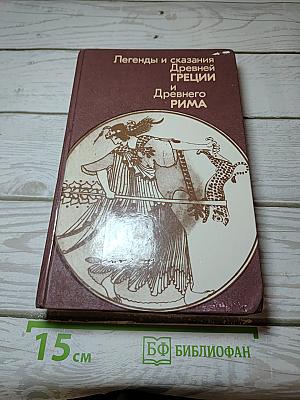 Легенды и сказания
Древней
ГРЕЦИИ
и
Древнего
РИМА
15 см
БФ БИБЛИОФАН